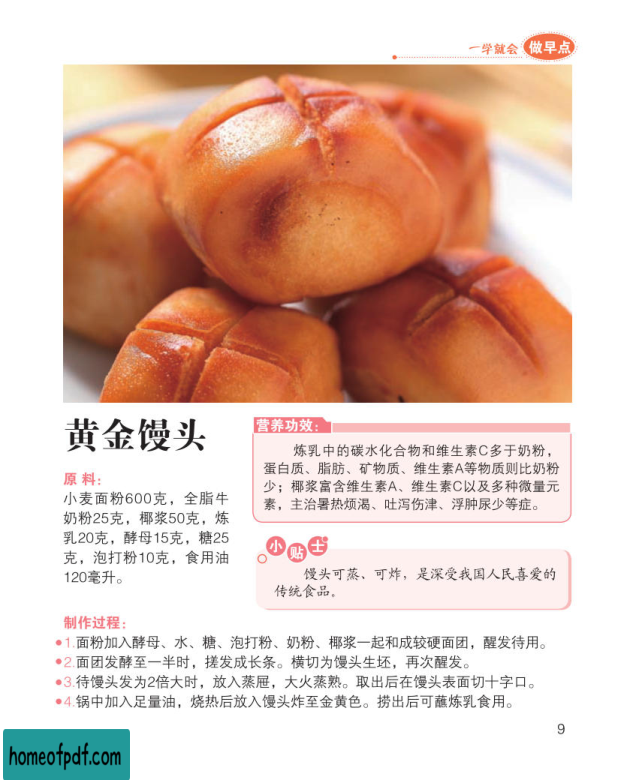 一学就会 做早点
黄金馒头
原料：
小麦面粉600克，全脂牛
奶粉25克，椰浆50克，炼
乳20克，酵母15克，糖25
克，泡打粉10克，食用油
120毫升。
营养功效：
炼乳中的碳水化合物和维生素C多于奶粉，
蛋白质、脂肪、矿物质、维生素A等物质则比奶粉
少；椰浆富含维生素A、维生素C以及多种微量元
素，主治暑热烦渴、吐泻伤津、浮肿尿少等症。
小贴士
馒头可蒸、可炸，是深受我国人民喜爱的
传统食品。
制作过程：
●1.面粉加入酵母、水、糖、泡打粉、奶粉、椰浆一起和成较硬面团，醒发待用。
●2.面团发酵至一半时，搓发成长条。横切为馒头生坯，再次醒发。
●3.待馒头发为2倍大时，放入蒸屉，大火蒸熟。取出后在馒头表面切十字口。
●4.锅中加入足量油，烧热后放入馒头炸至金黄色。捞出后可蘸炼乳食用。
9
homeofpdf.com